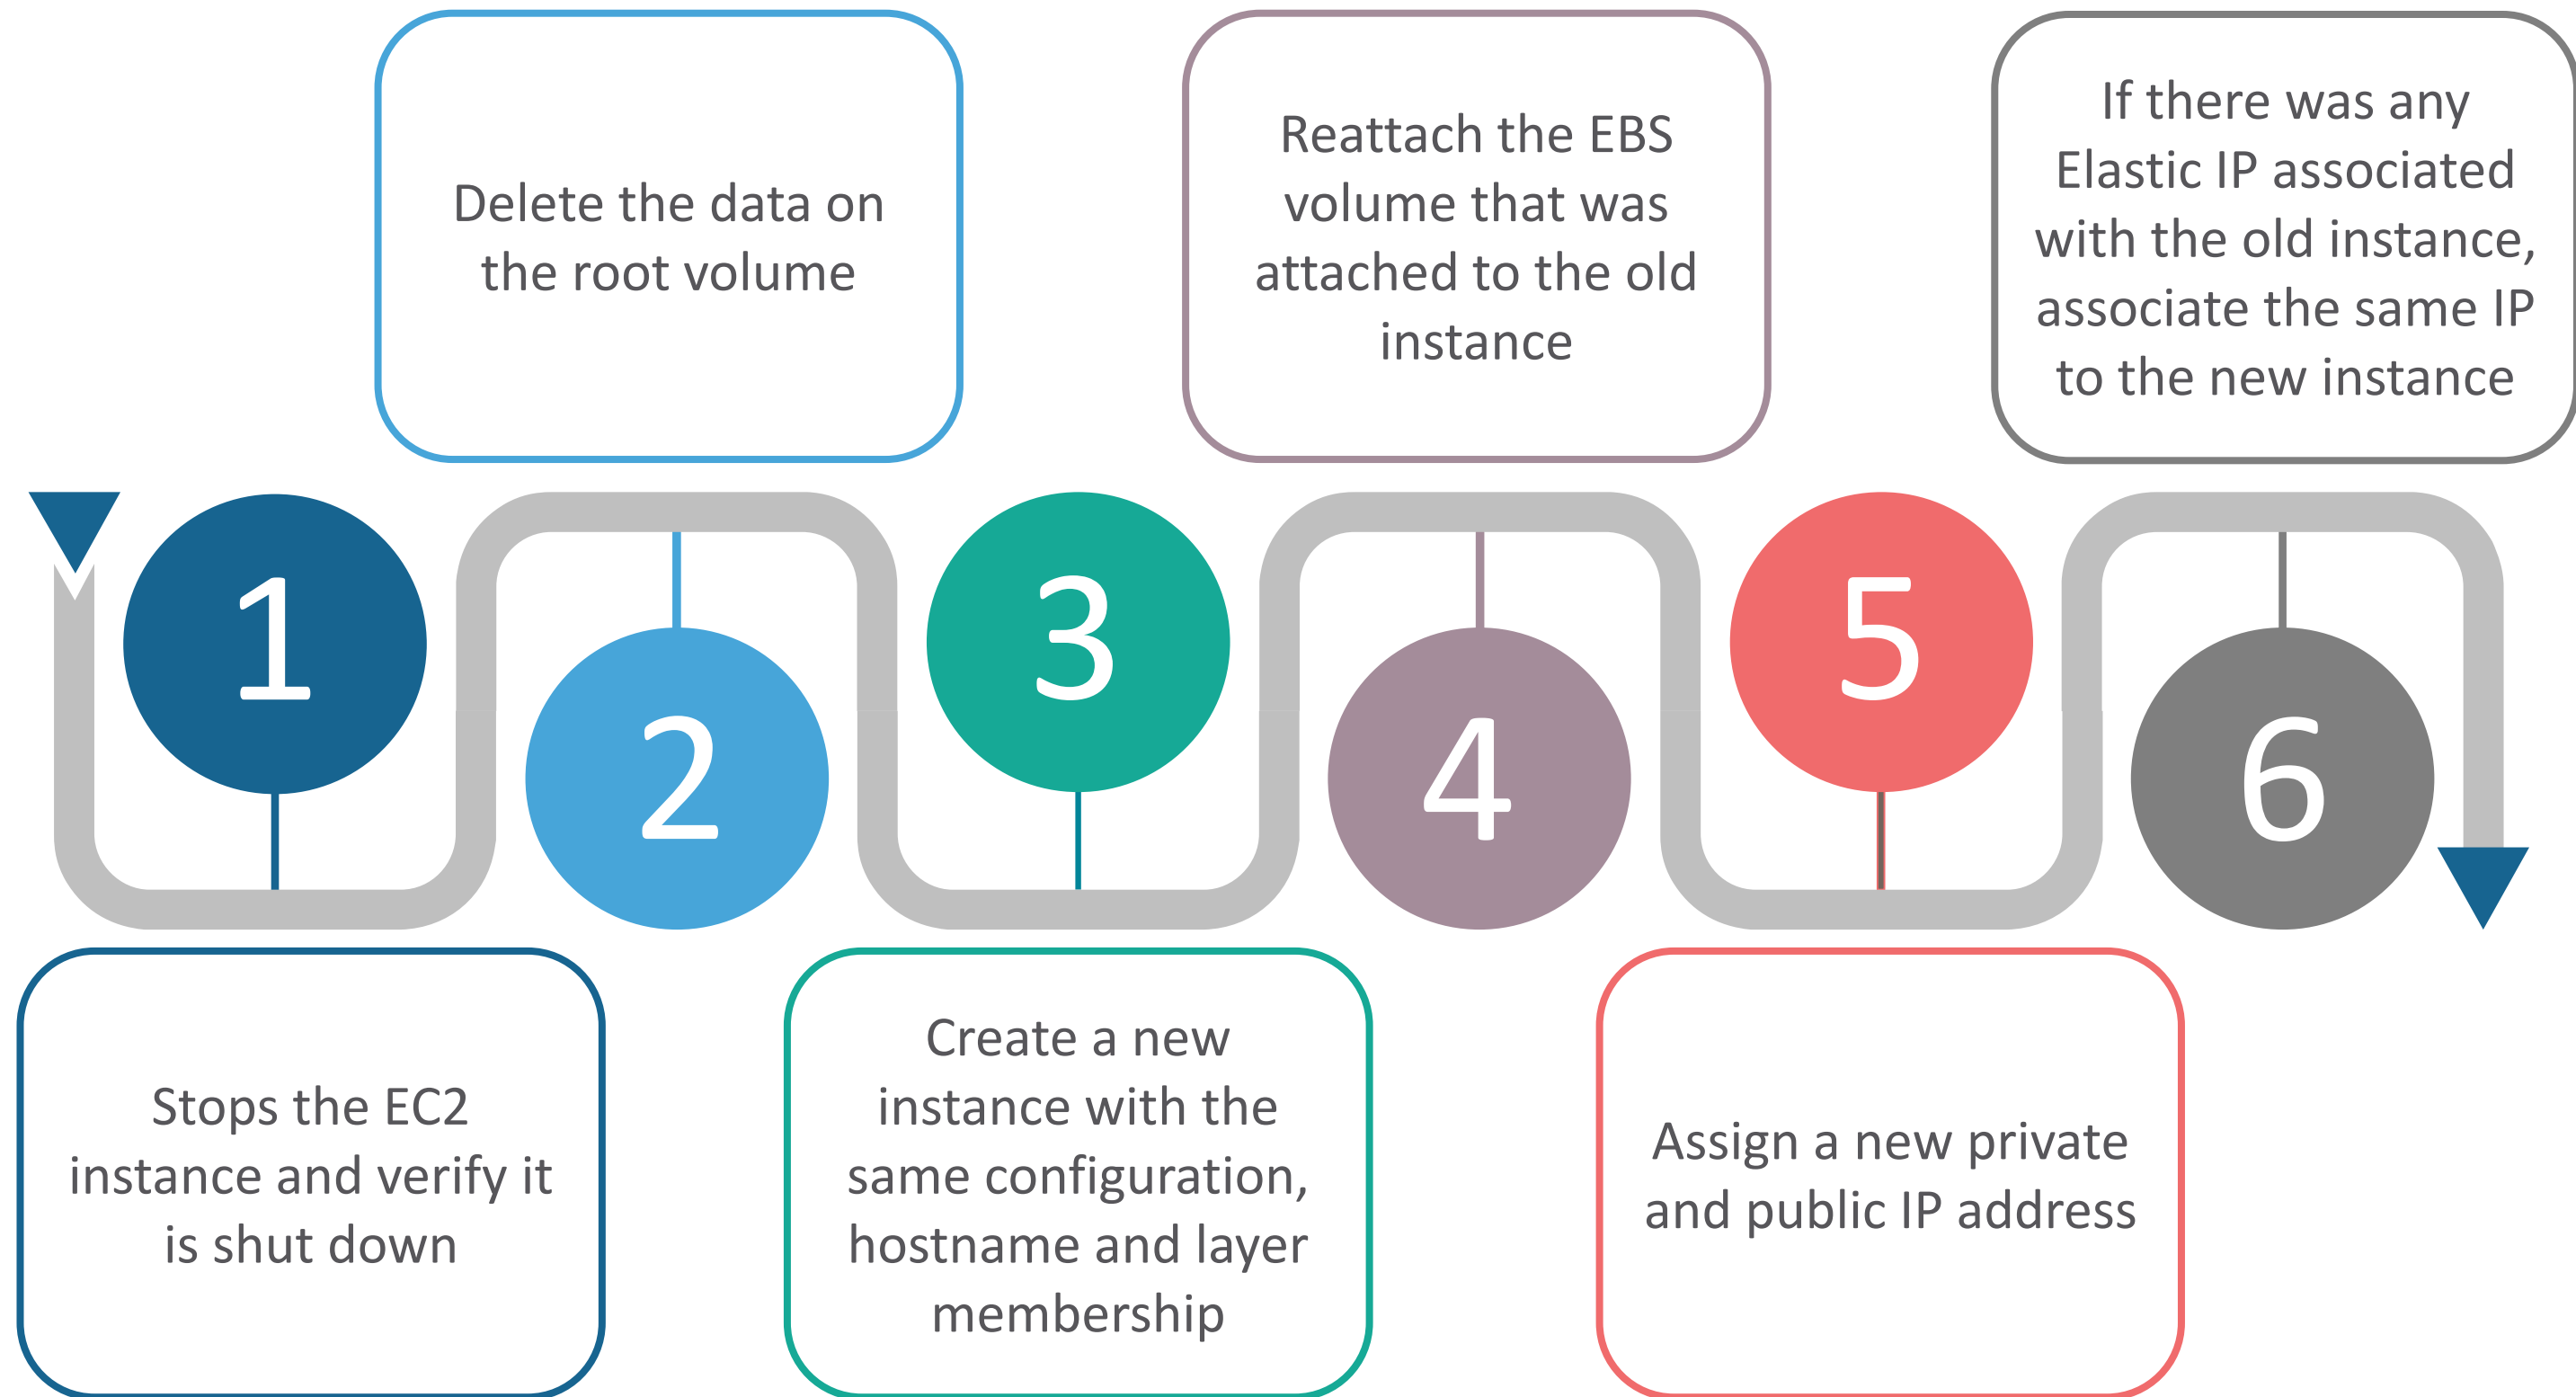 1
Stops the EC2
instance and verify it
is shut down
2
Delete the data on
the root volume
3
Create a new
instance with the
same configuration,
hostname and layer
membership
4
Reattach the EBS
volume that was
attached to the old
instance
5
Assign a new private
and public IP address
6
If there was any
Elastic IP associated
with the old instance,
associate the same IP
to the new instance